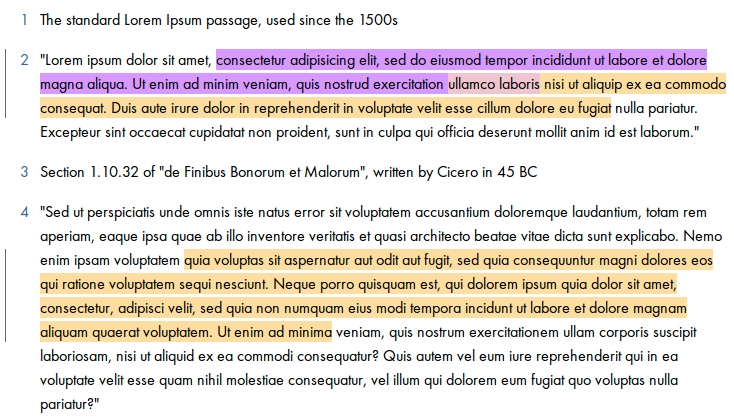 1 The standard Lorem Ipsum passage, used since the 1500s
2 "Lorem ipsum dolor sit amet, consectetur adipisicing elit, sed do eiusmod tempor incididunt ut labore et dolore
magna aliqua. Ut enim ad minim veniam, quis nostrud exercitation ullamco laboris nisi ut aliquip ex ea commodo
consequat. Duis aute irure dolor in reprehenderit in voluptate velit esse cillum dolore eu fugiat nulla pariatur.
Excepteur sint occaecat cupidatat non proident, sunt in culpa qui officia deserunt mollit anim id est laborum."
3 Section 1.10.32 of "de Finibus Bonorum et Malorum", written by Cicero in 45 BC
4 "Sed ut perspiciatis unde omnis iste natus error sit voluptatem accusantium doloremque laudantium, totam rem
aperiam, eaque ipsa quae ab illo inventore veritatis et quasi architecto beatae vitae dicta sunt explicabo. Nemo
enim ipsam voluptatem quia voluptas sit aspernatur aut odit aut fugit, sed quia consequuntur magni dolores eos
qui ratione voluptatem sequi nesciunt. Neque porro quisquam est, qui dolorem ipsum quia dolor sit amet,
consectetur, adipisci velit, sed quia non numquam eius modi tempora incidunt ut labore et dolore magnam
aliquam quaerat voluptatem. Ut enim ad minima veniam, quis nostrum exercitationem ullam corporis suscipit
laboriosam, nisi ut aliquid ex ea commodi consequatur? Quis autem vel eum iure reprehenderit qui in ea
voluptate velit esse quam nihil molestiae consequatur, vel illum qui dolorem eum fugiat quo voluptas nulla
pariatur?"